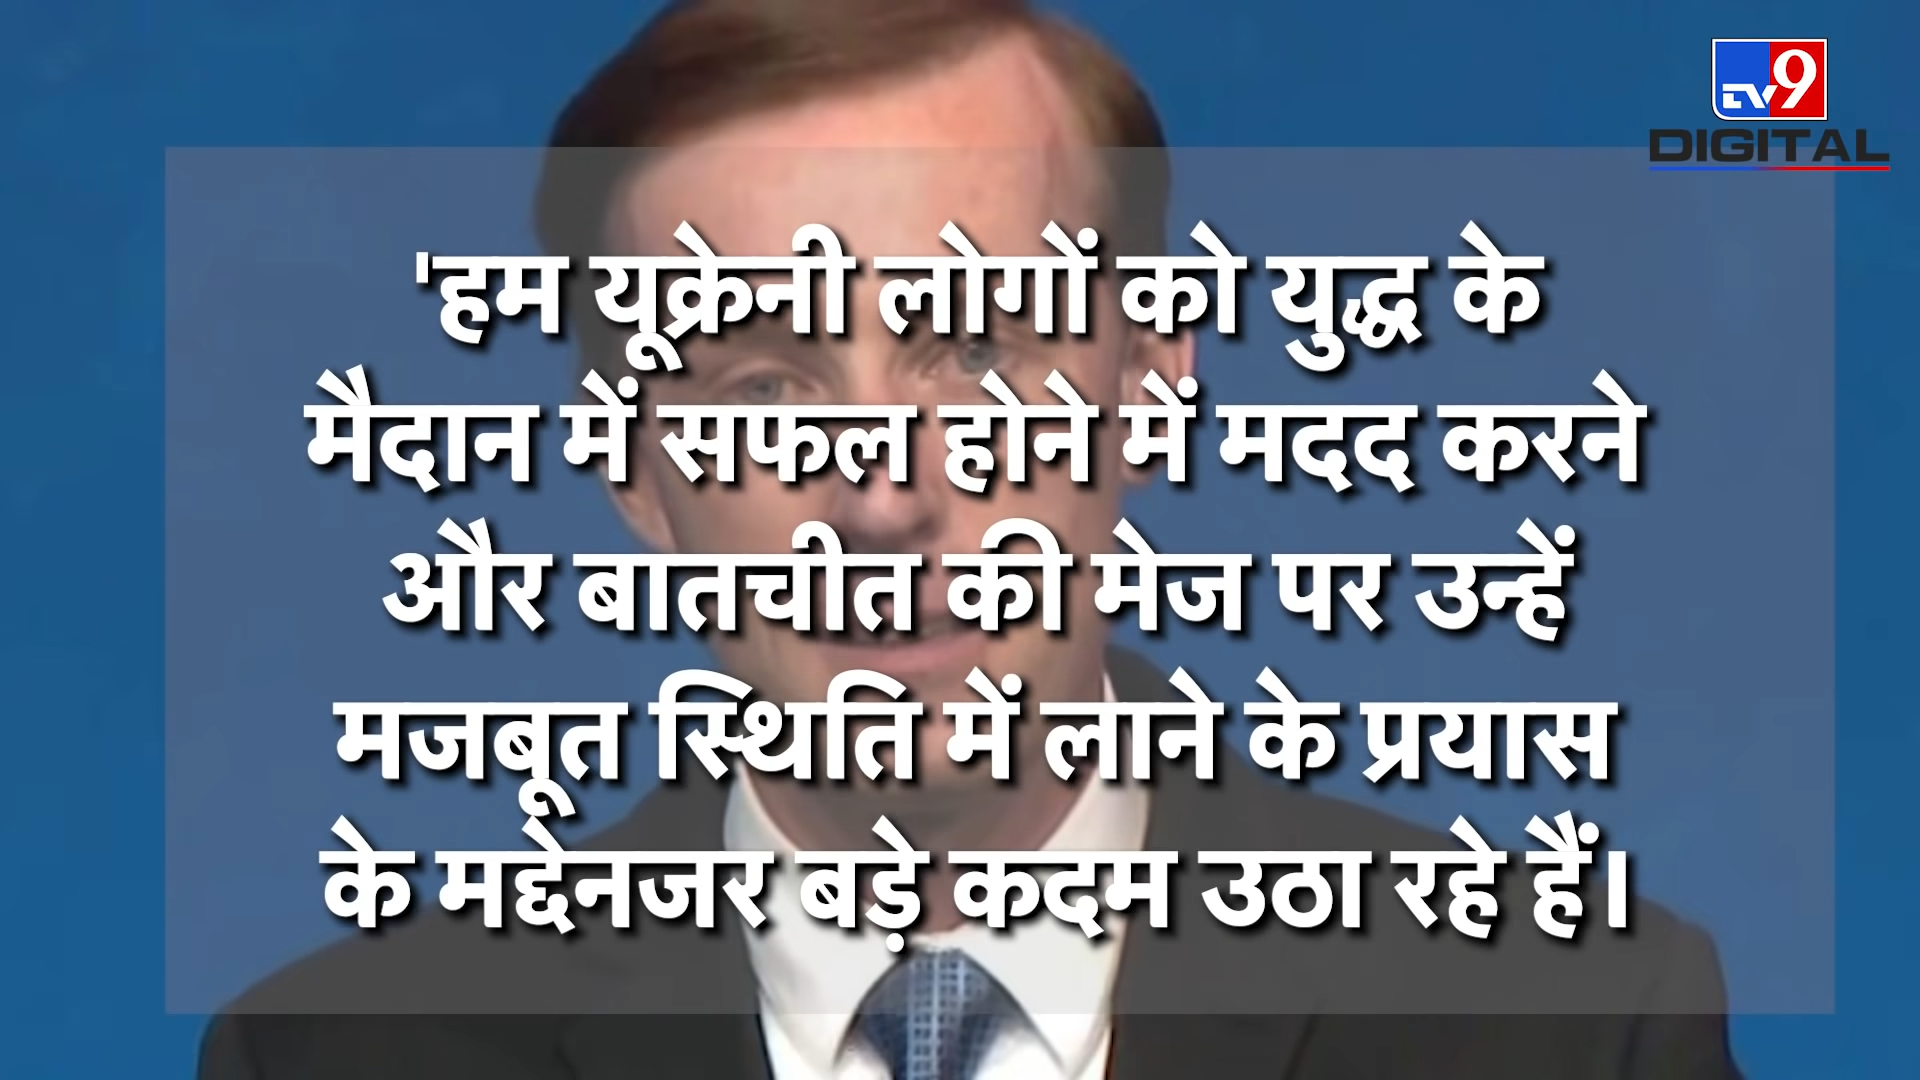 TV9
DIGITAL
'हम यूक्रेनी लोगों को युद्ध के
मैदान में सफल होने में मदद करने
और बातचीत की मेज पर उन्हें
मजबूत स्थिति में लाने के प्रयास
के मद्देनजर बड़े कदम उठा रहे हैं।